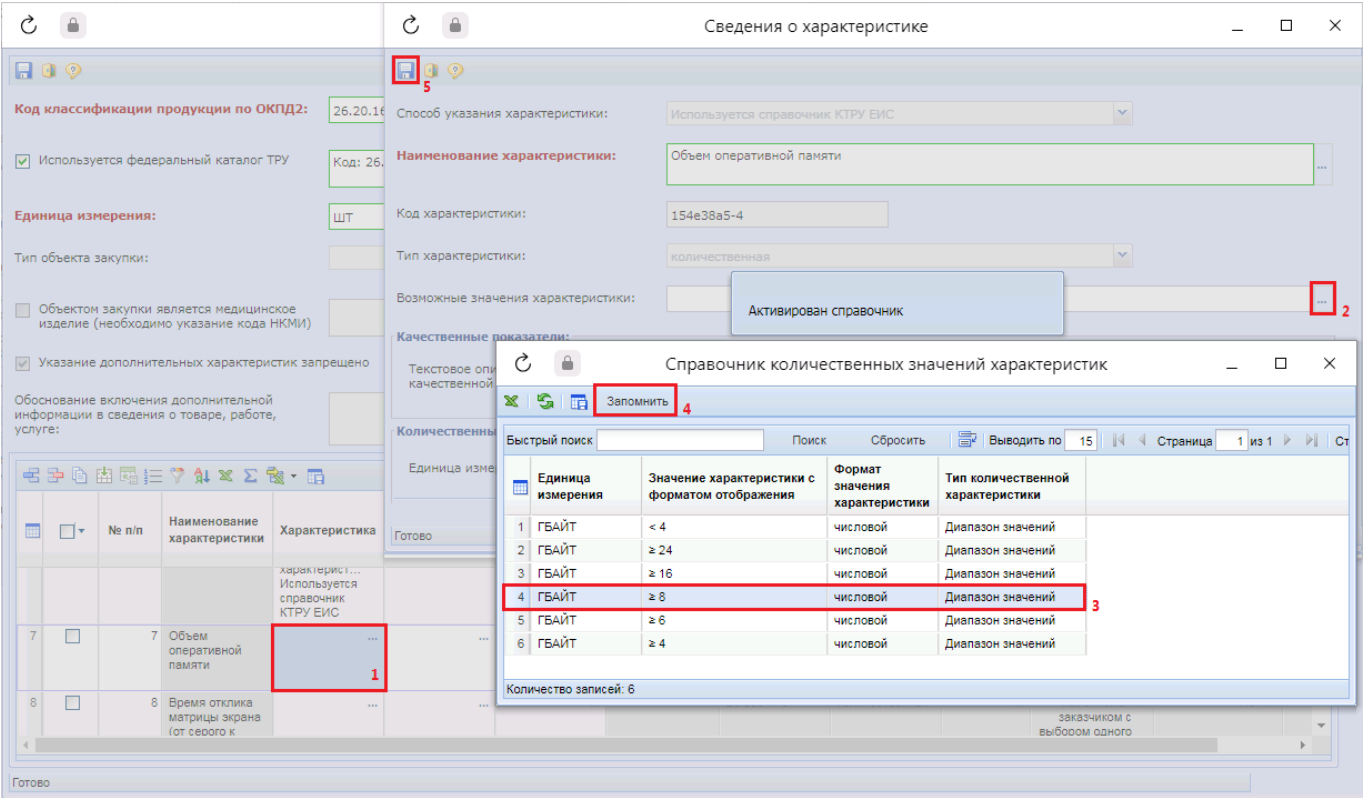 Сведения о характеристике
5
Код классификации продукции по ОКПД2:
26.20.16
Используется федеральный каталог ТРУ
Код: 26.
Единица измерения:
ШТ
Тип объекта закупки:
Объектом закупки является медицинское
изделие (необходимо указание кода НКМИ)
Указание дополнительных характеристик запрещено
Обоснование включения дополнительной
информации в сведения о товаре, работе,
услуге:
Способ указания характеристики:
Используется справочник КТРУ ЕИС
Наименование характеристики:
Объем оперативной памяти
...
Код характеристики:
154e38a5-4
Тип характеристики:
количественная
Возможные значения характеристики:
...
2
Активирован справочник
Качественные показатели:
Текстовое опи
качественной
Количественны
Единица изме
Готово
Справочник количественных значений характеристик
Запомнить
4
Быстрый поиск
Поиск
Сбросить
Выводить по
15
Страница
1 из 1
Ст
Единица
измерения
Значение характеристики с
форматом отображения
Формат
значения
характеристики
Тип количественной
характеристики
1 ГБАЙТ < 4 числовой Диапазон значений
2 ГБАЙТ ≥ 24 числовой Диапазон значений
3 ГБАЙТ ≥ 16 числовой Диапазон значений
4 ГБАЙТ ≥ 8 числовой Диапазон значений
3
5 ГБАЙТ ≥ 6 числовой Диапазон значений
6 ГБАЙТ ≥ 4 числовой Диапазон значений
Количество записей: 6
№ п/п
Наименование
характеристики
Характеристика
характерист...
Используется
справочник
КТРУ ЕИС
7
7
Объем
оперативной
памяти
...
1
...
8
8
Время отклика
матрицы экрана
(от серого к
...
...
заказчиком с
выбором одного
Готово